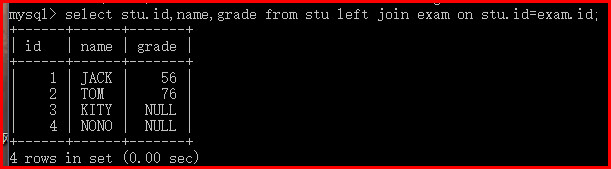 mysql> select stu.id,name,grade from stu left join exam on stu.id=exam.id;
+------+------+-------+
| id   | name | grade |
+------+------+-------+
|    1 | JACK |    56 |
|    2 | TOM  |    76 |
|    3 | KITY |  NULL |
|    4 | NONO |  NULL |
+------+------+-------+
4 rows in set (0.00 sec)